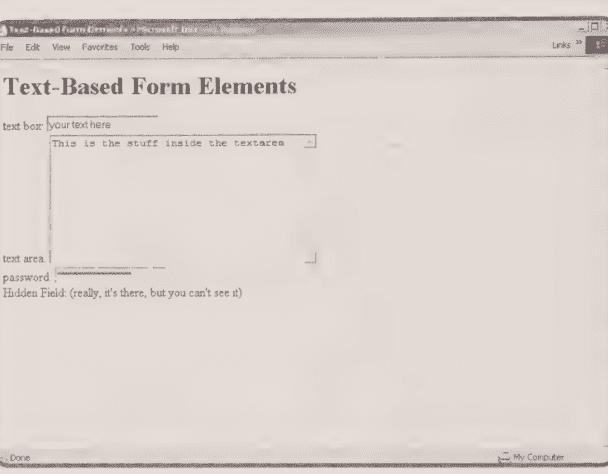 Text-Based Form Elements - Microsoft Int
File Edit View Favorites Tools Help Links »
Text-Based Form Elements
text box: your text here
This is the stuff inside the textarea
text area
password
Hidden Field: (really, it's there, but you can't see it)
Done My Computer